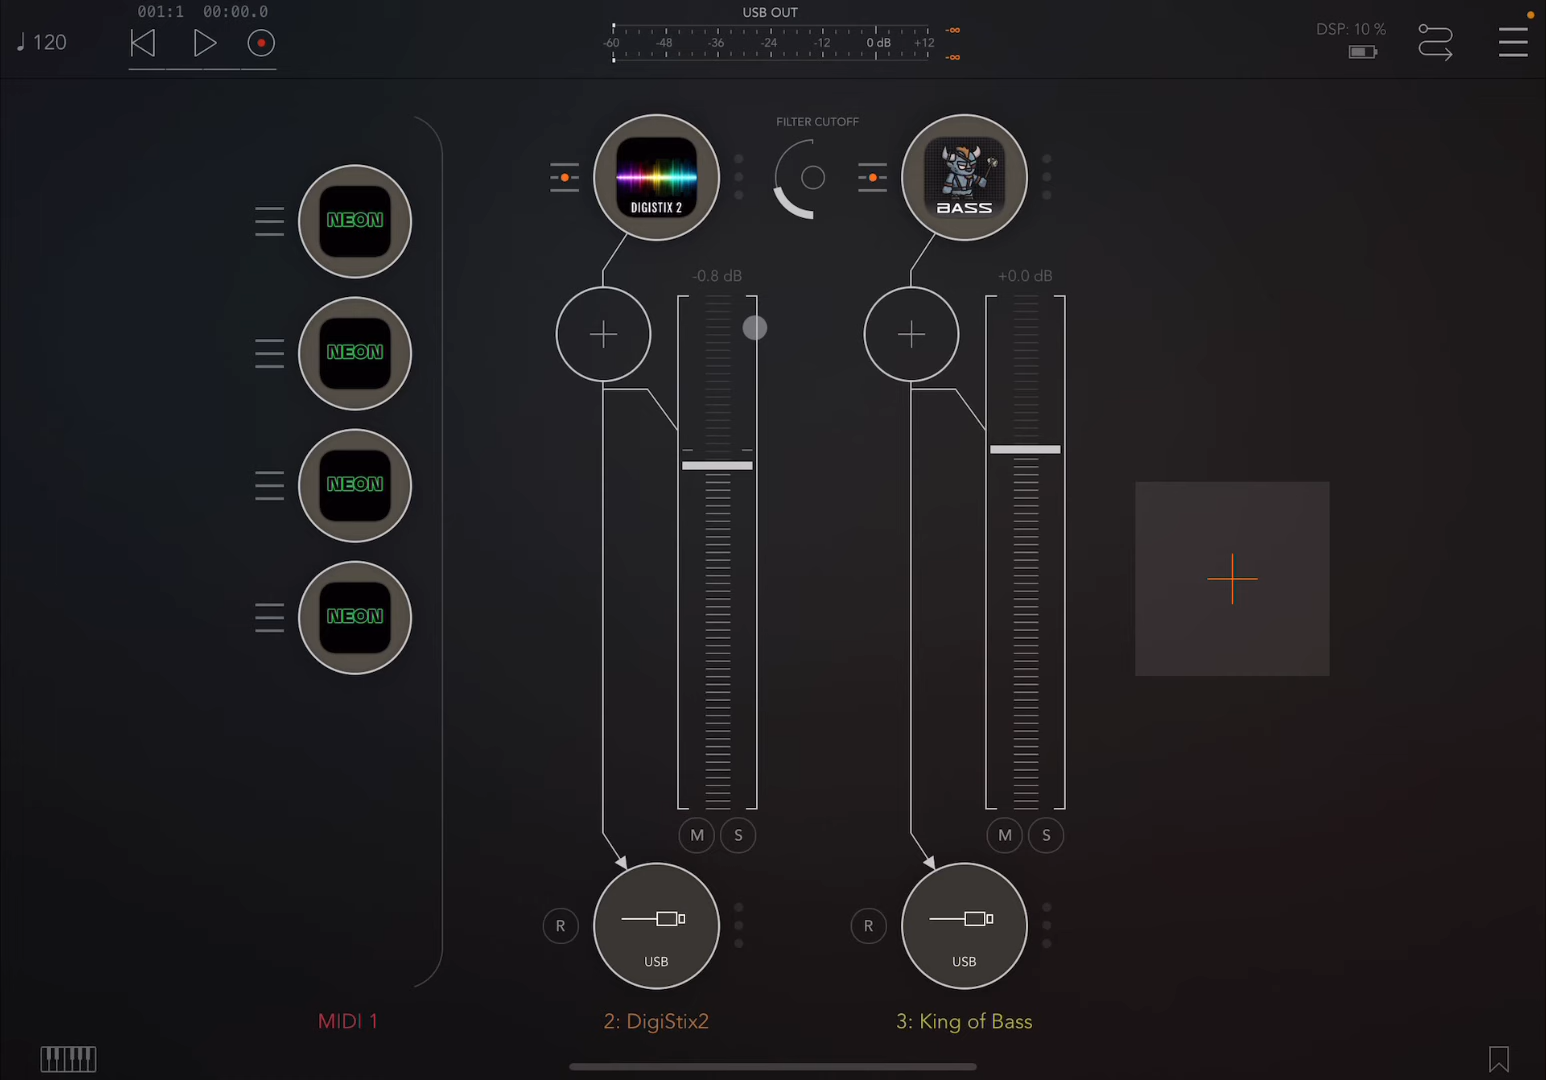 001:1 00:00.0
♩ 120
USB OUT
-60 -48 -36 -24 -12 0 dB +12
-∞
-∞
DSP: 10 %
FILTER CUTOFF
NEON
NEON
NEON
NEON
DIGISTIX 2
BASS
-0.8 dB
+0.0 dB
M S
M S
R
USB
R
USB
MIDI 1
2: DigiStix2
3: King of Bass